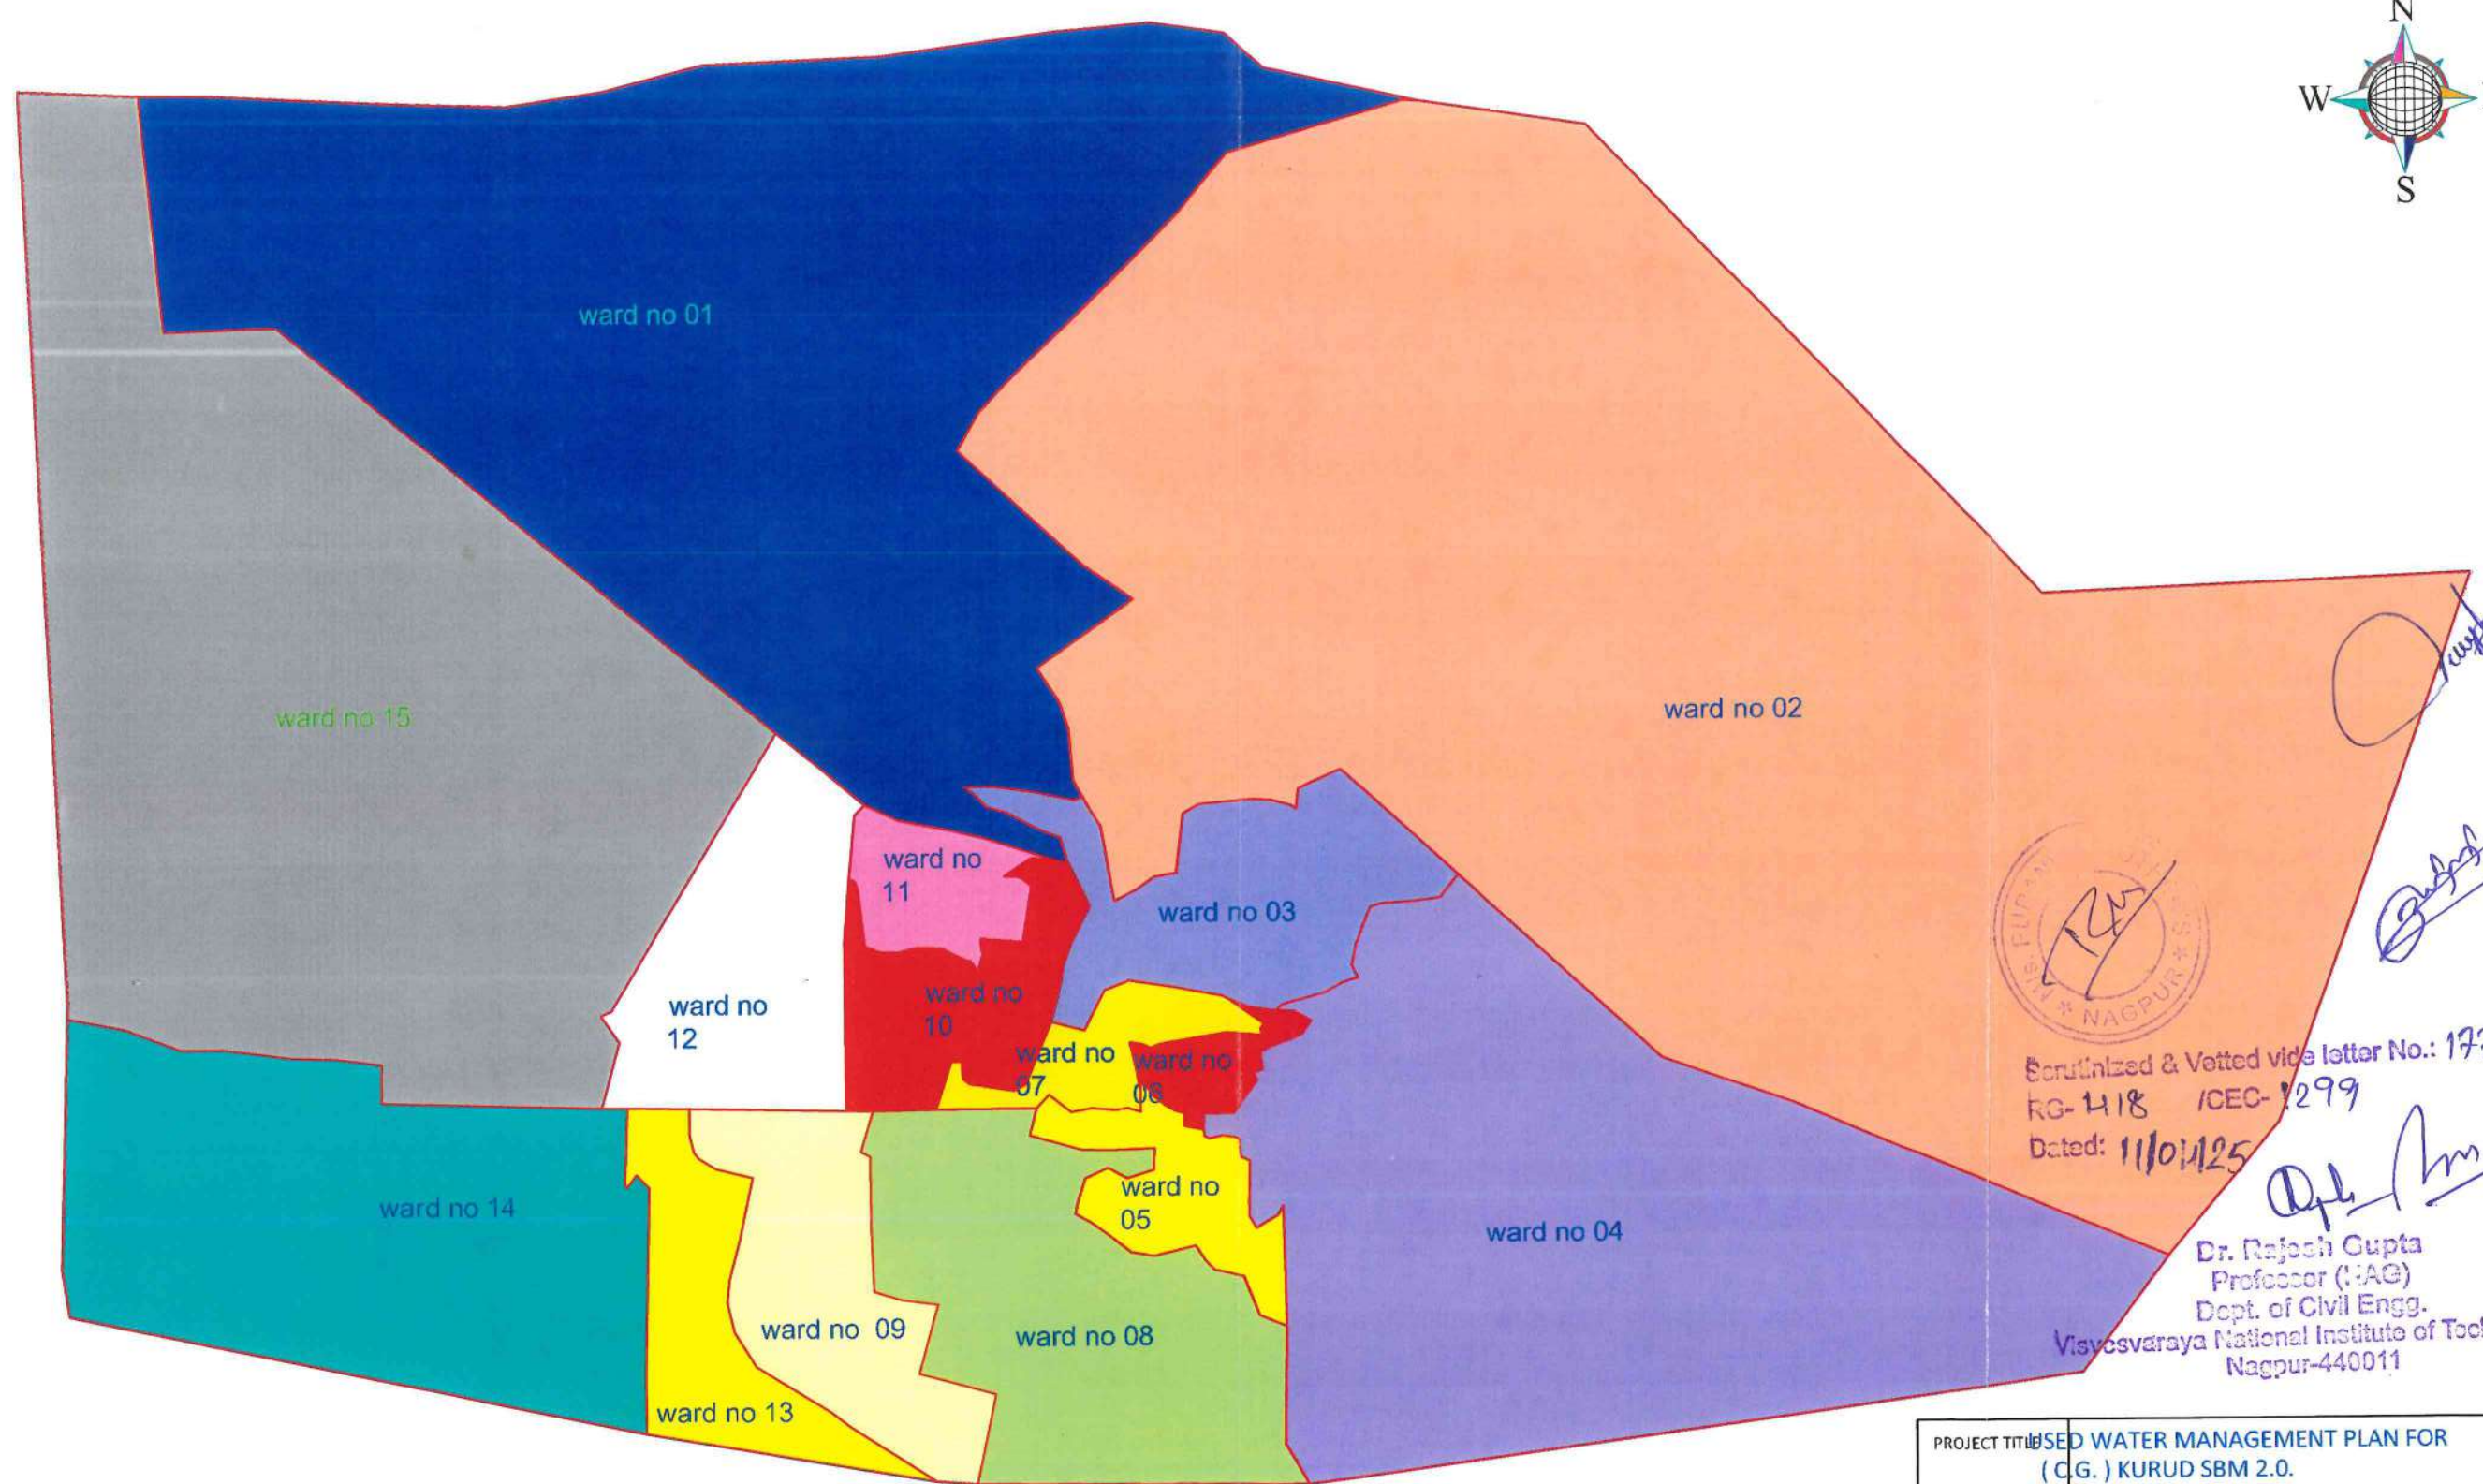 N
W
S
ward no 01
ward no 15
ward no 02
ward no
11
ward no 03
ward no
12
ward no
10
ward no
07
ward no
06
ward no 14
ward no
05
ward no 04
ward no 09
ward no 08
ward no 13
NAGPUR
Scrutinized & Vetted vide letter No.: 177
RG- 418 /CEC- 1299
Dated:
Dr. Rajesh Gupta
Professor (HAG)
Dept. of Civil Engg.
Visvesvaraya National Institute of
Nagpur-440011
PROJECT TITLE USED WATER MANAGEMENT PLAN FOR
( C.G. ) KURUD SBM 2.0.